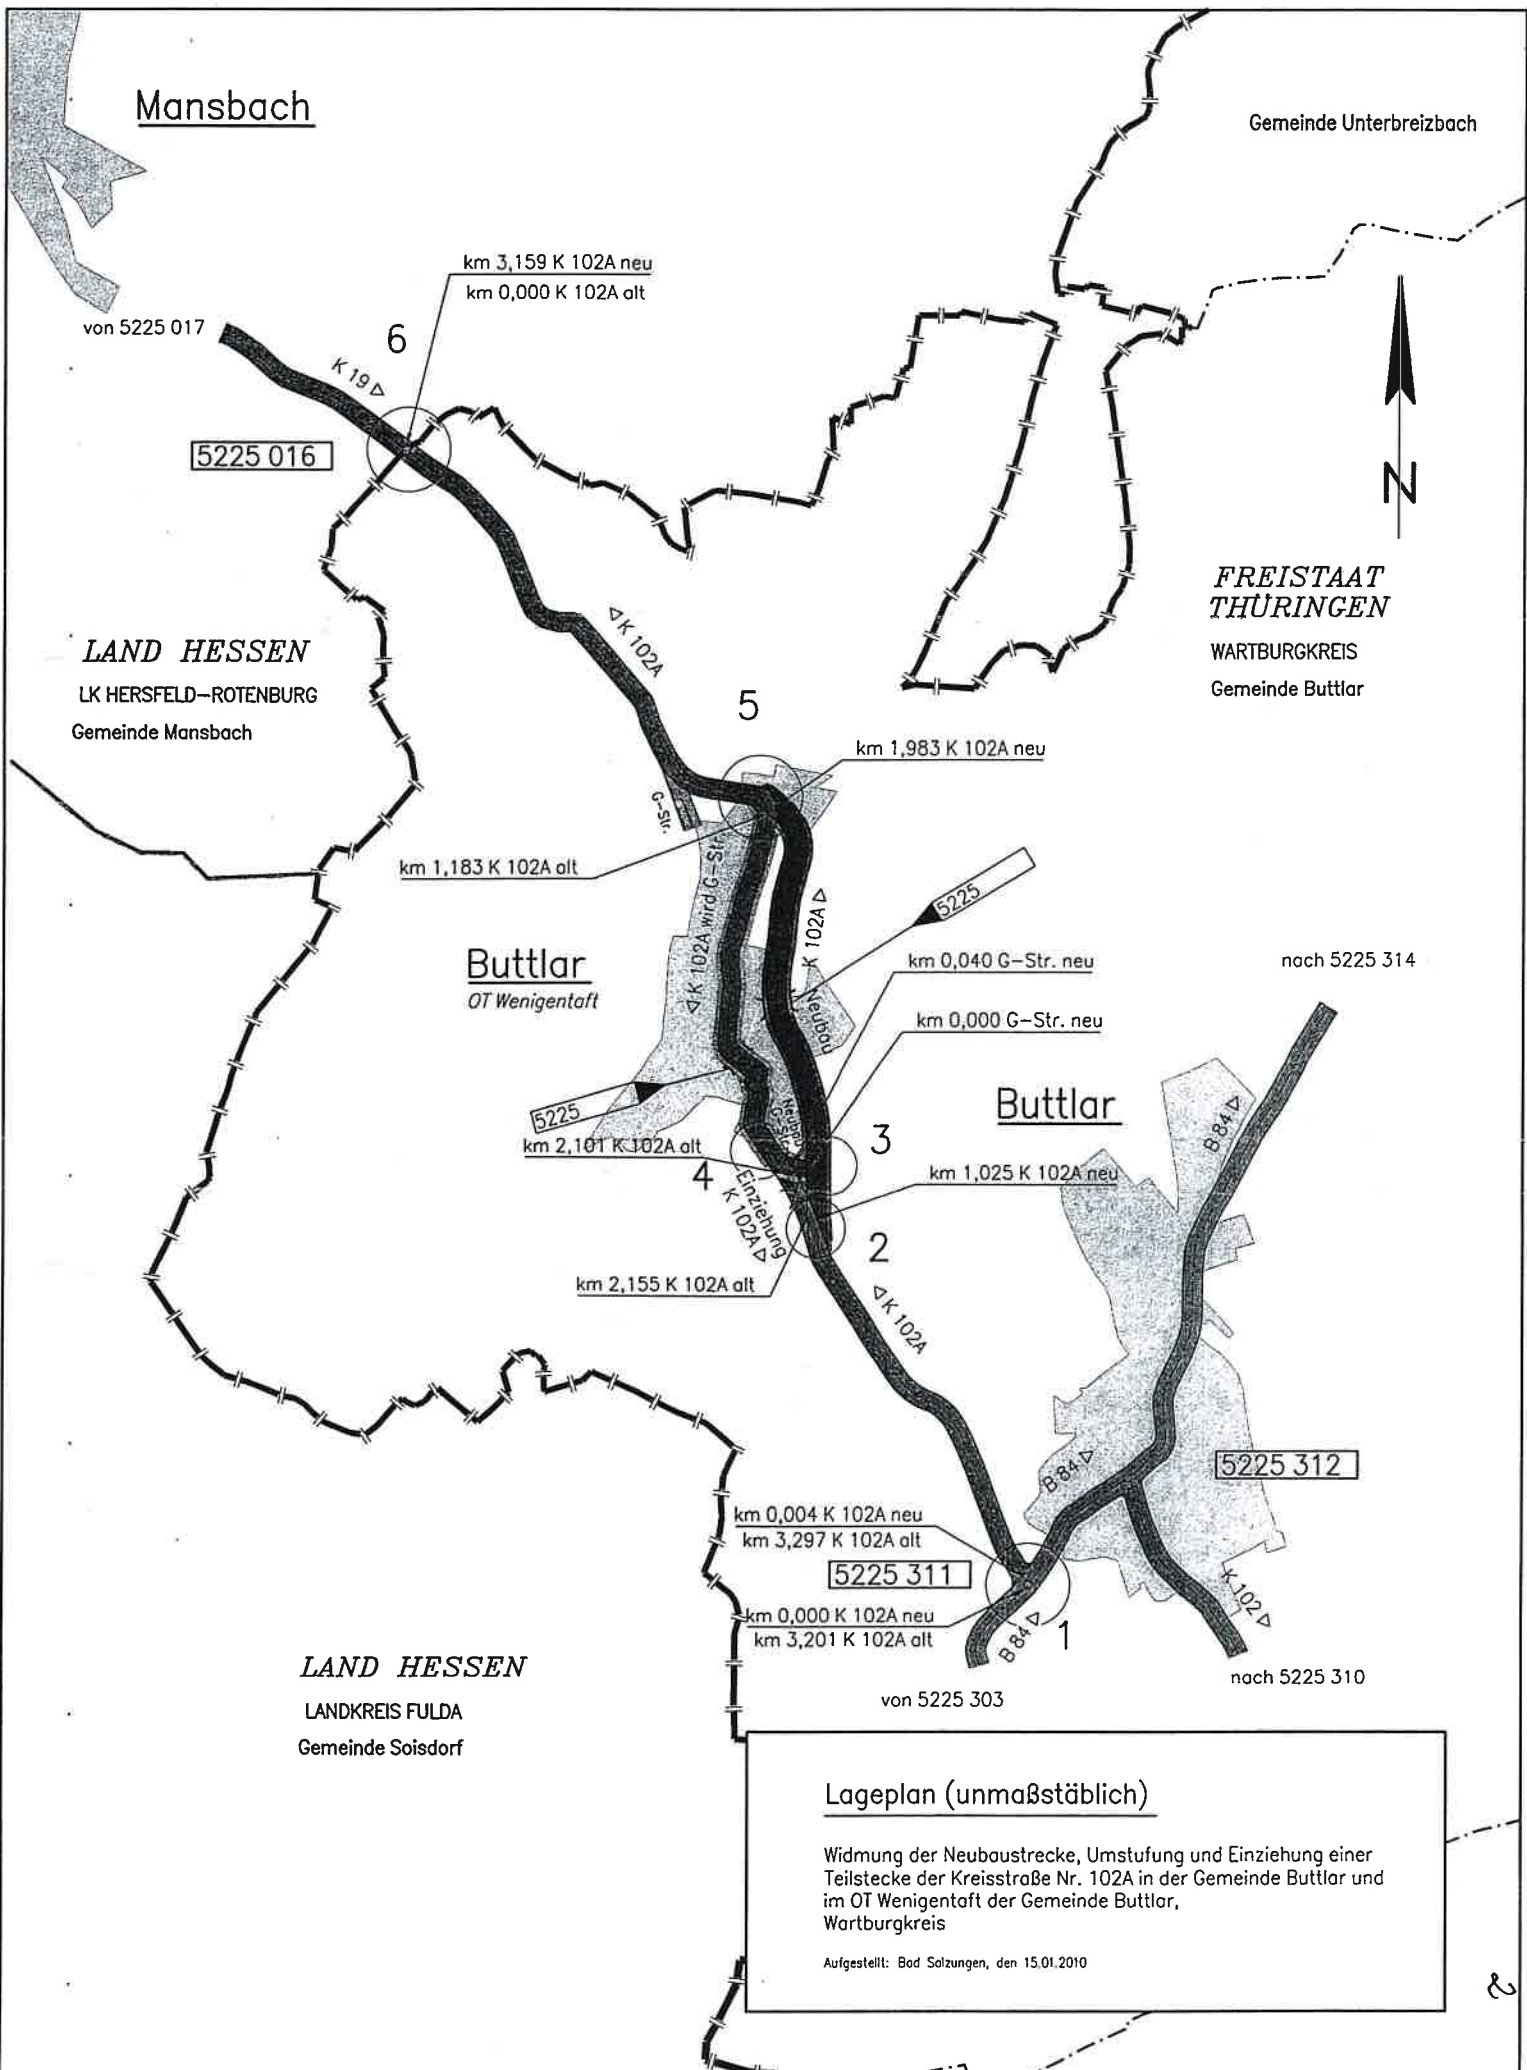 Mansbach
Gemeinde Unterbreizbach
km 3,159 K 102A neu
km 0,000 K 102A alt
von 5225 017
6
K 19
5225 016
N
FREISTAAT
THÜRINGEN
WARTBURGKREIS
Gemeinde Buttlar
LAND HESSEN
LK HERSFELD-ROTENBURG
Gemeinde Mansbach
K 102A
5
km 1,983 K 102A neu
G-Str.
km 1,183 K 102A alt
K 102A wird G-Str.
K 102A
5225
Neubau
Buttlar
OT Wenigentaft
km 0,040 G-Str. neu
nach 5225 314
km 0,000 G-Str. neu
Buttlar
B 84
5225
Neubau
G-Str.
km 2,101 K 102A alt
3
4
km 1,025 K 102A neu
Einziehung
K 102A
2
km 2,155 K 102A alt
K 102A
B 84
5225 312
km 0,004 K 102A neu
km 3,297 K 102A alt
5225 311
km 0,000 K 102A neu
km 3,201 K 102A alt
B 84
1
K 102
von 5225 303
nach 5225 310
LAND HESSEN
LANDKREIS FULDA
Gemeinde Soisdorf
Lageplan (unmaßstäblich)
Widmung der Neubaustrecke, Umstufung und Einziehung einer
Teilstecke der Kreisstraße Nr. 102A in der Gemeinde Buttlar und
im OT Wenigentaft der Gemeinde Buttlar,
Wartburgkreis
Aufgestellt: Bad Salzungen, den 15.01.2010